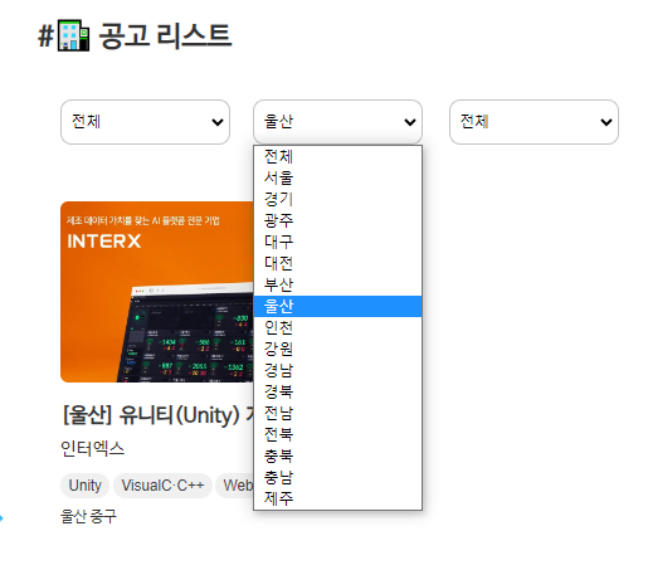 # 공고 리스트
전체
울산
전체
전체
서울
경기
광주
대구
대전
부산
울산
인천
강원
경남
경북
전남
전북
충북
충남
제주
제조 데이터 가치를 찾는 AI 플랫폼 전문 기업
INTERX
[울산] 유니티(Unity)
인터엑스
Unity VisualC·C++ Web
울산 중구